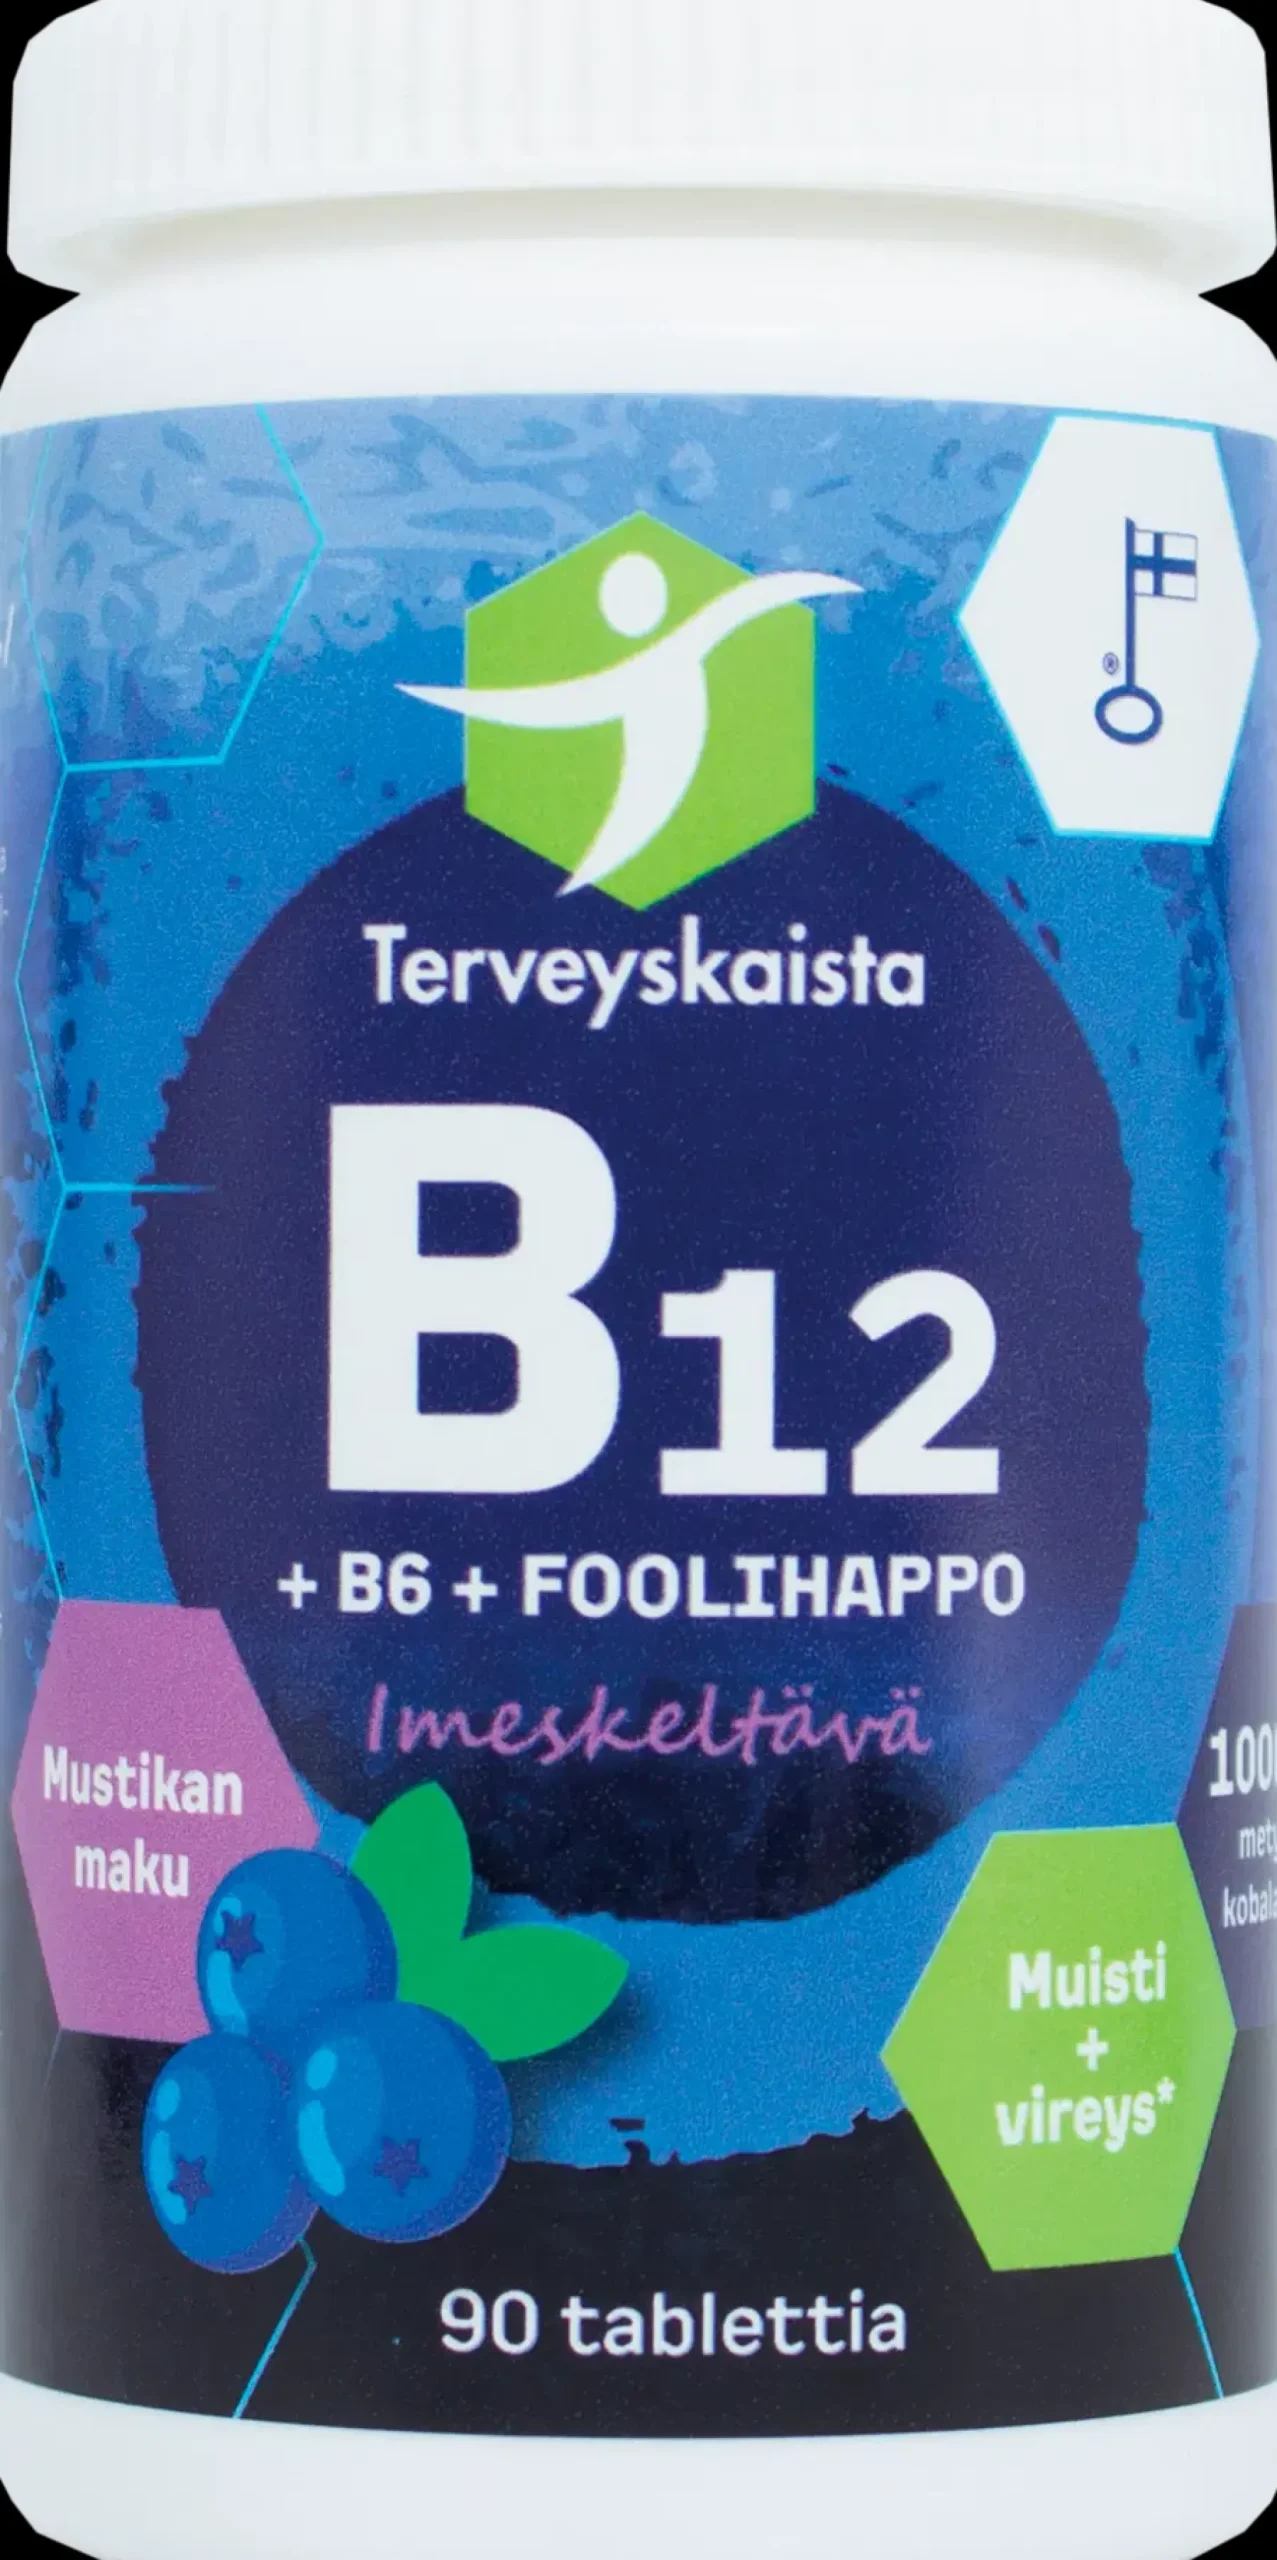 Terveyskaista
B12
+ B6 + FOOLIHAPPO
Imeskeltävä
Mustikan
maku
Muisti
+
vireys*
90 tablettia
®